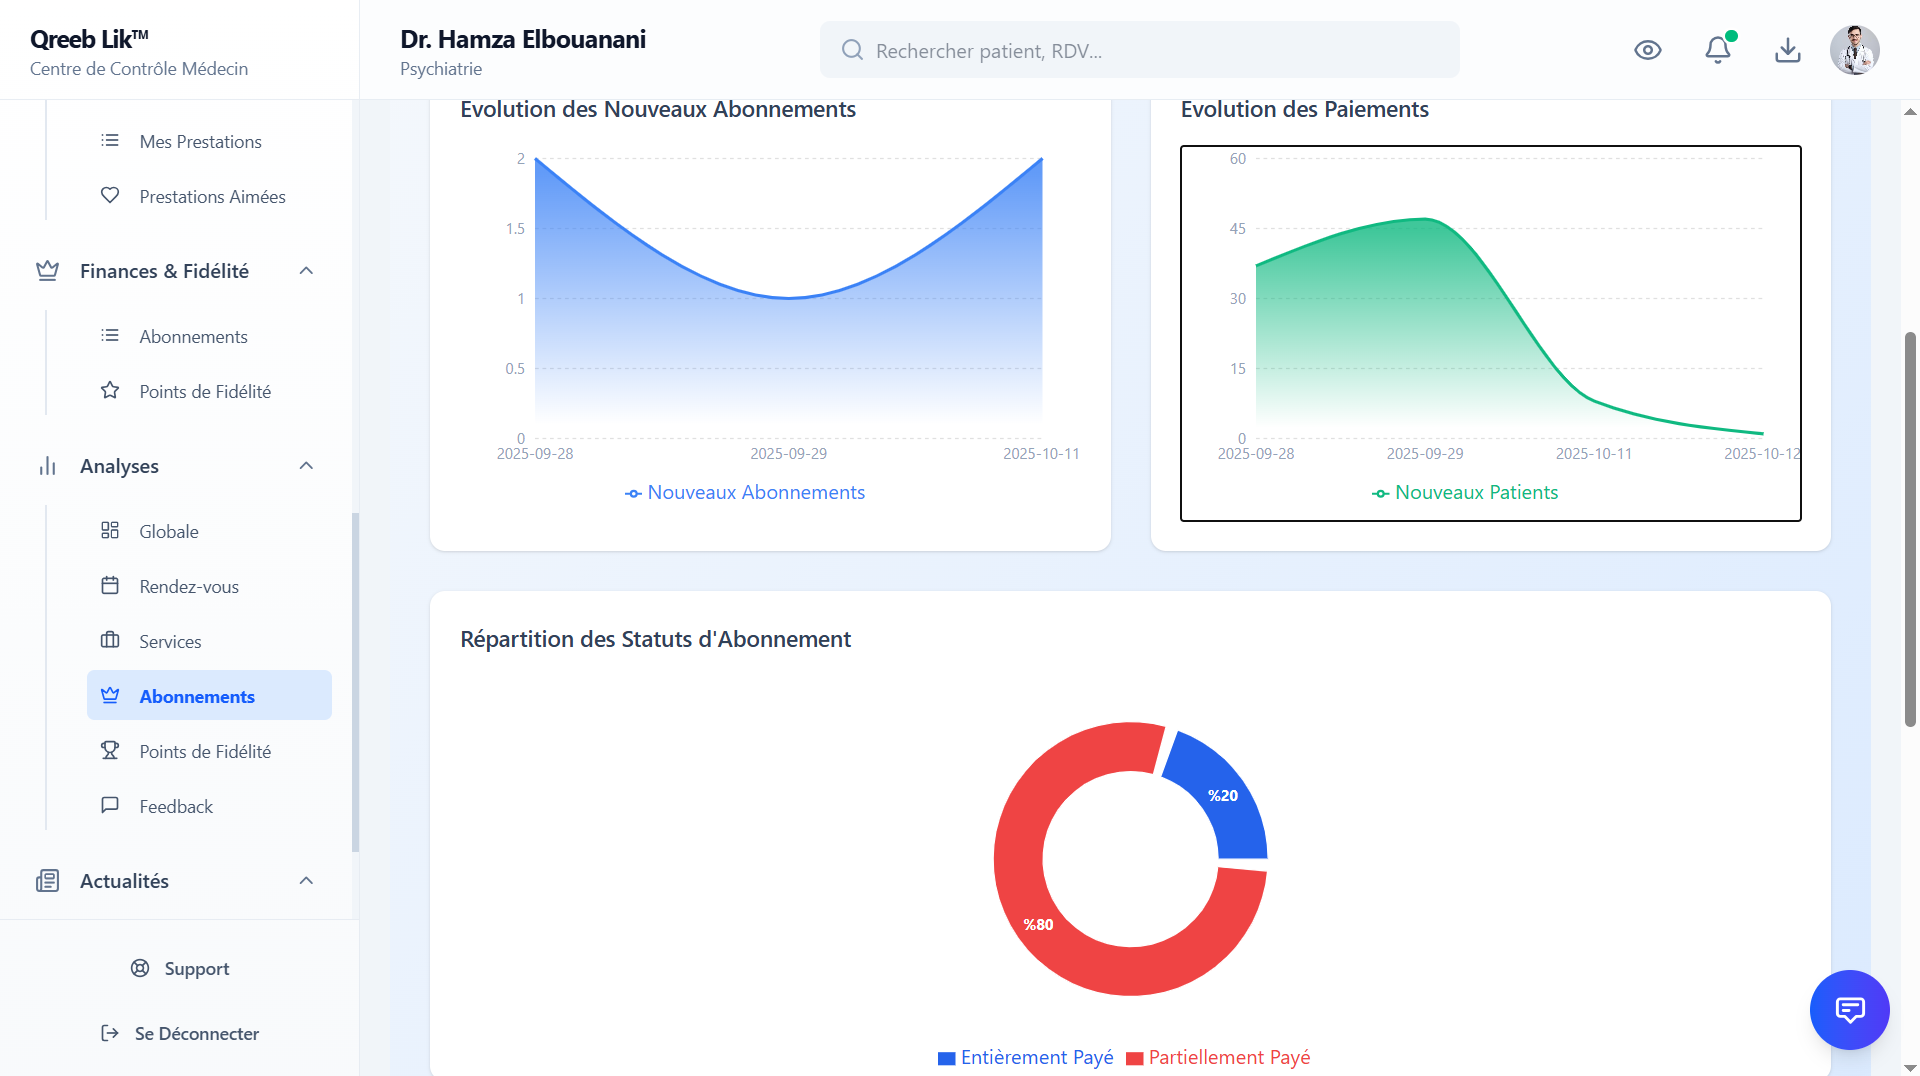 Qreeb Lik™
Centre de Contrôle Médecin
Dr. Hamza Elbouanani
Psychiatrie
Rechercher patient, RDV...
Mes Prestations
Prestations Aimées
Finances & Fidélité
Abonnements
Points de Fidélité
Analyses
Globale
Rendez-vous
Services
Abonnements
Points de Fidélité
Feedback
Actualités
Support
Se Déconnecter
Évolution des Nouveaux Abonnements
2
1.5
1
0.5
0
2025-09-28
2025-09-29
2025-10-11
Nouveaux Abonnements
Évolution des Paiements
60
45
30
15
0
2025-09-28
2025-09-29
2025-10-11
2025-10-12
Nouveaux Patients
Répartition des Statuts d'Abonnement
%20
%80
Entièrement Payé
Partiellement Payé